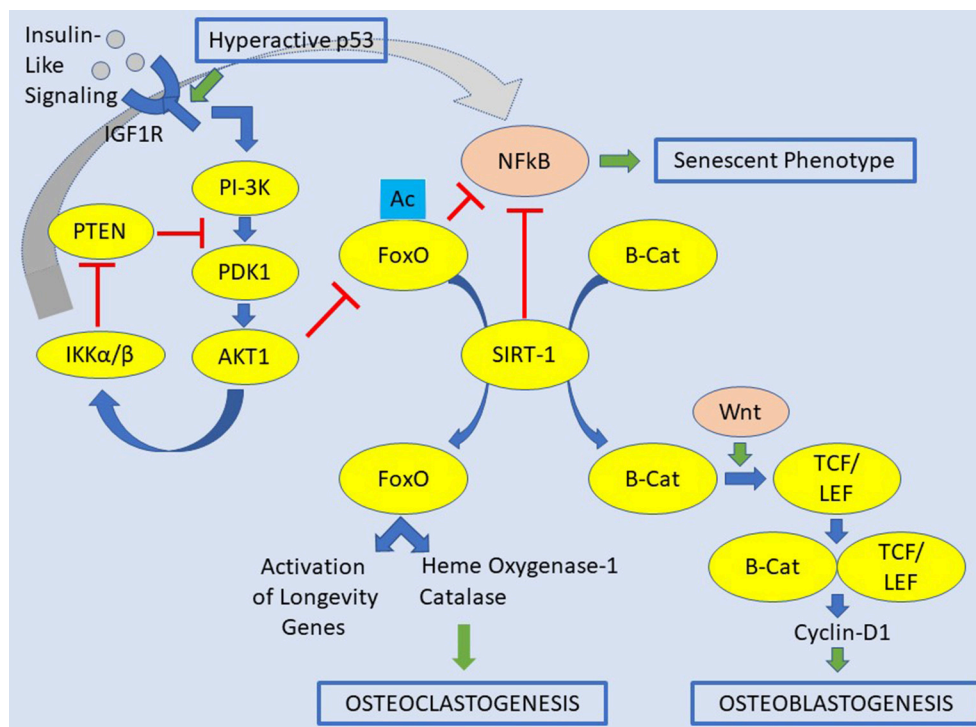 Insulin-
Like
Signaling
Hyperactive p53
IGF1R
NFkB
Senescent Phenotype
PI-3K
Ac
PTEN
FoxO
B-Cat
PDK1
IKKα/β
AKT1
SIRT-1
Wnt
FoxO
B-Cat
TCF/
LEF
Activation
of Longevity
Genes
Heme Oxygenase-1
Catalase
B-Cat
TCF/
LEF
Cyclin-D1
OSTEOCLASTOGENESIS
OSTEOBLASTOGENESIS